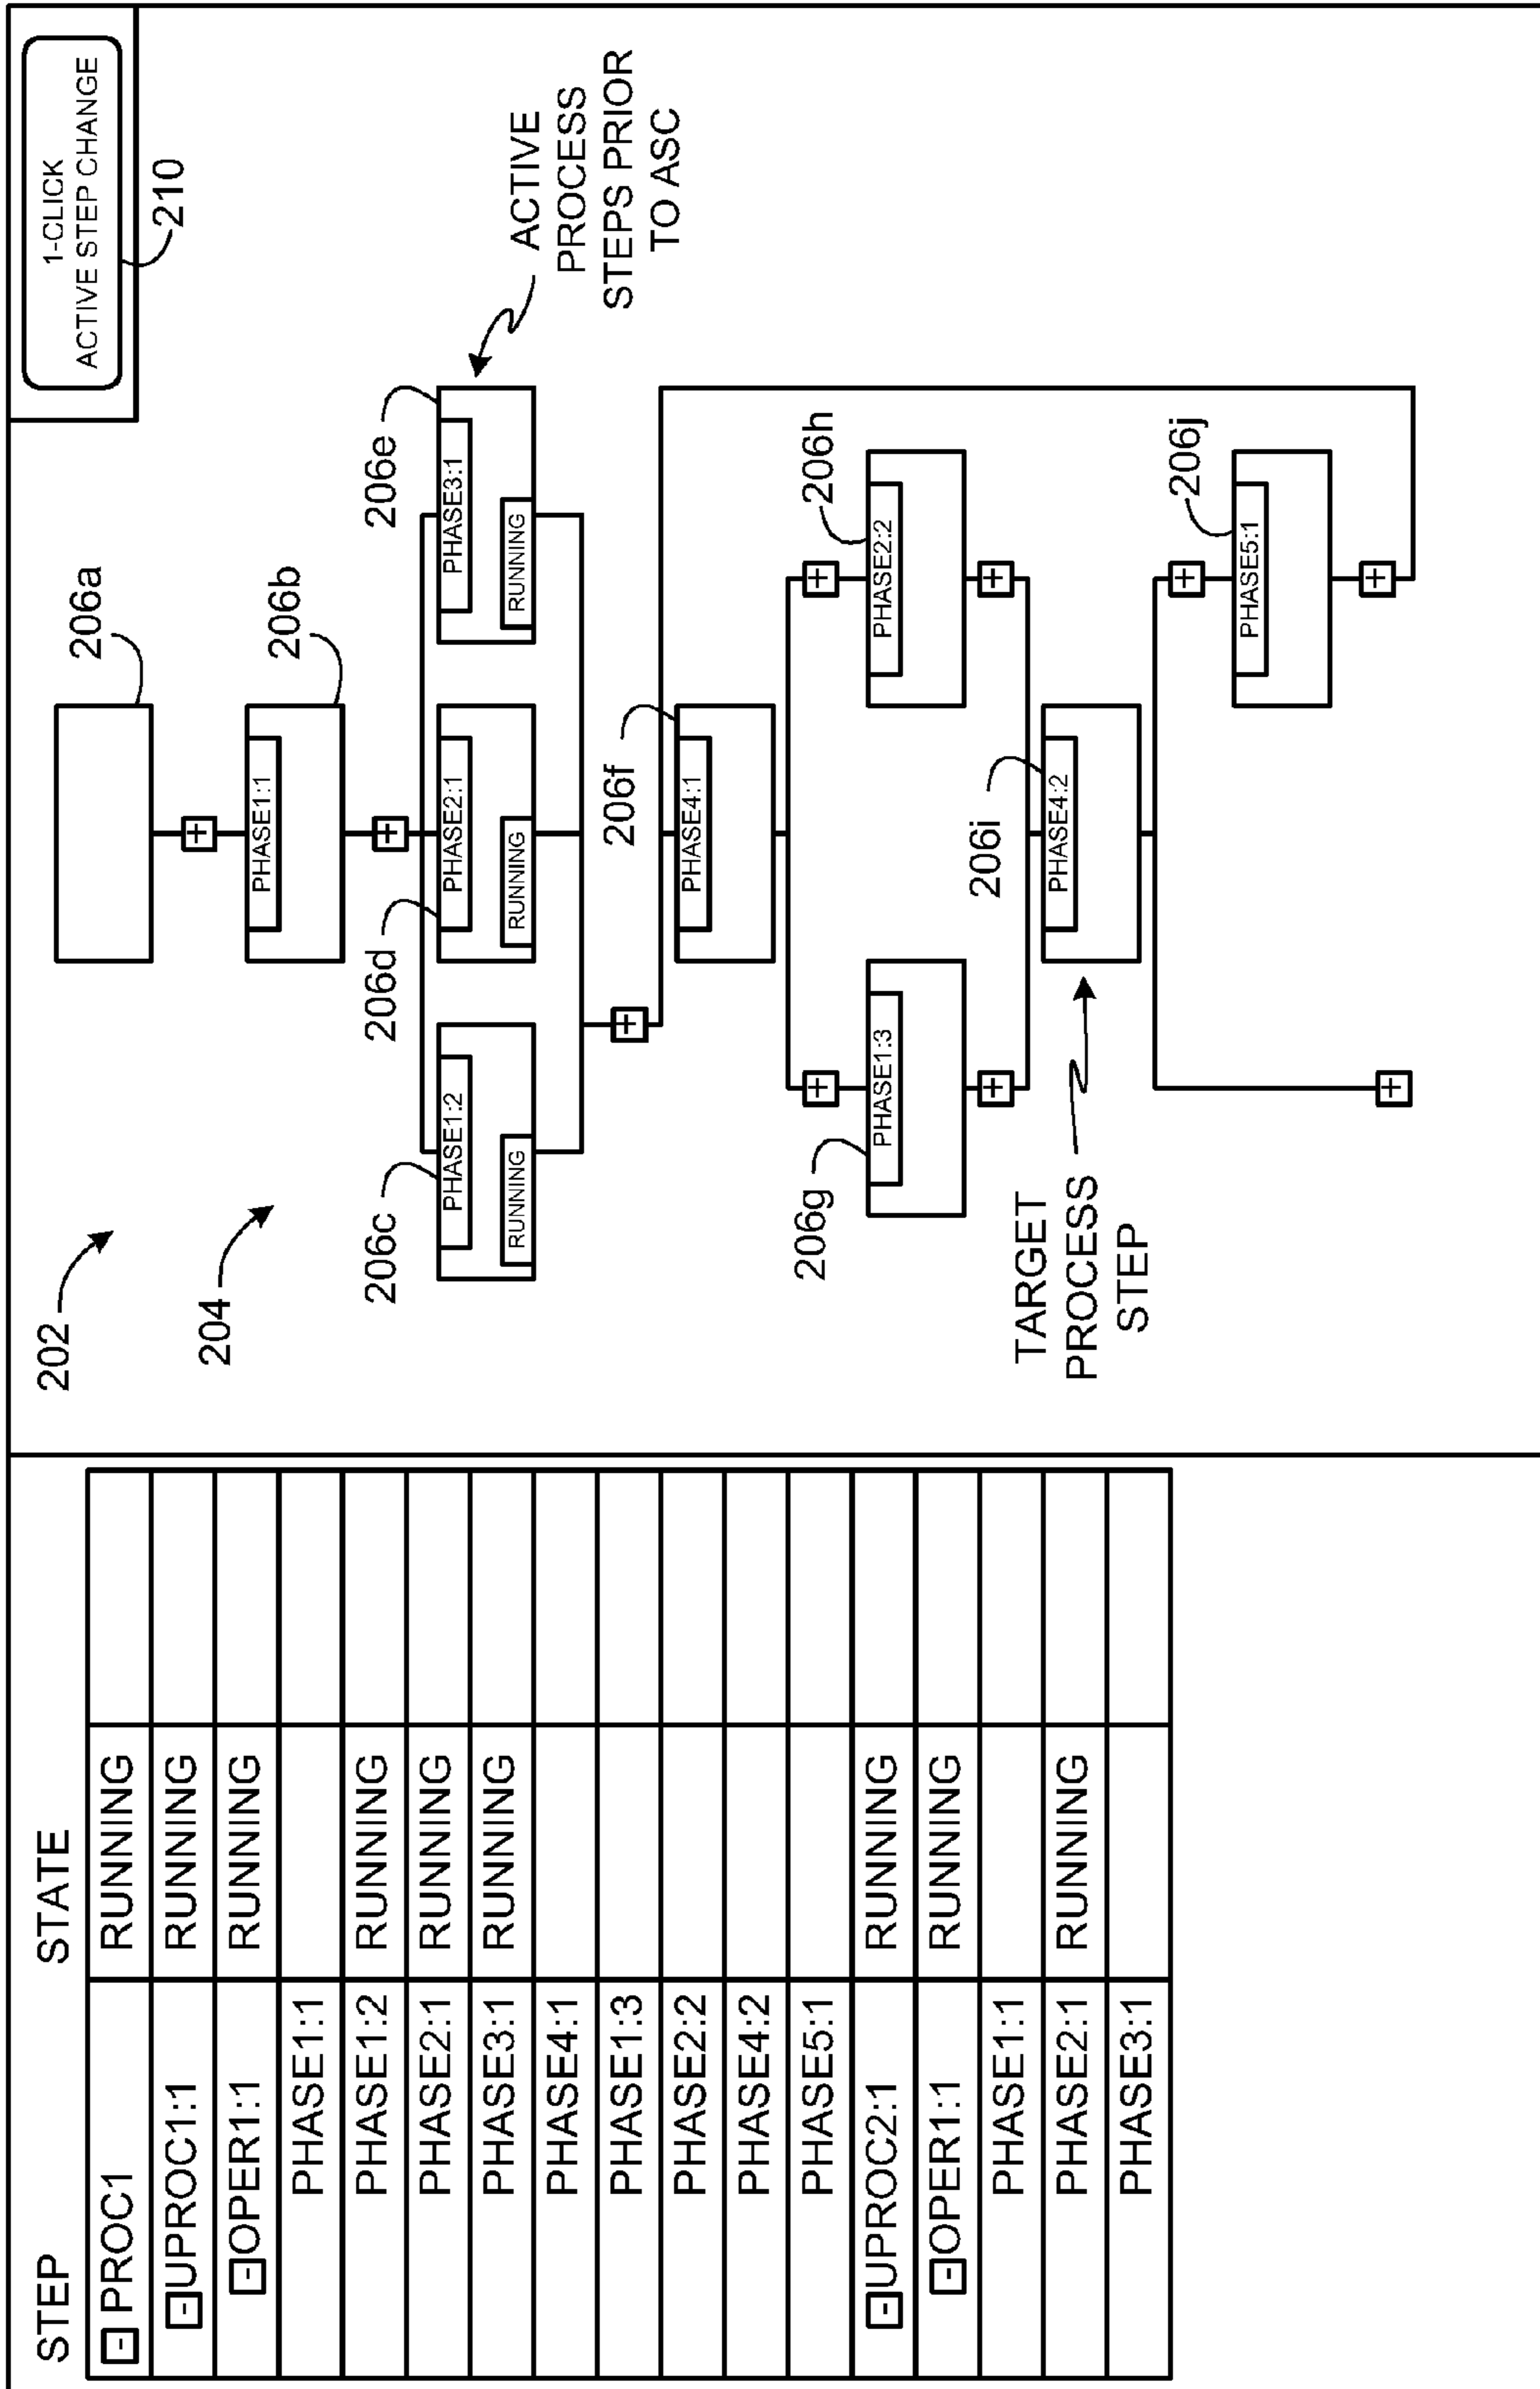 STEP STATE
- PROC1 RUNNING
- UPROC1:1 RUNNING
- OPER1:1 RUNNING
PHASE1:1
PHASE1:2 RUNNING
PHASE2:1 RUNNING
PHASE3:1 RUNNING
PHASE4:1
PHASE1:3
PHASE2:2
PHASE4:2
PHASE5:1
- UPROC2:1 RUNNING
- OPER1:1 RUNNING
PHASE1:1
PHASE2:1 RUNNING
PHASE3:1
1-CLICK
ACTIVE STEP CHANGE
210
202
204
206a
+
206b
PHASE1:1
+
206c
PHASE1:2
RUNNING
206d
PHASE2:1
RUNNING
206e
PHASE3:1
RUNNING
ACTIVE
PROCESS
STEPS PRIOR
TO ASC
+
206f
PHASE4:1
+
+
206g
PHASE1:3
206h
PHASE2:2
+
+
TARGET
PROCESS
STEP
206i
PHASE4:2
+
206j
PHASE5:1
+
+